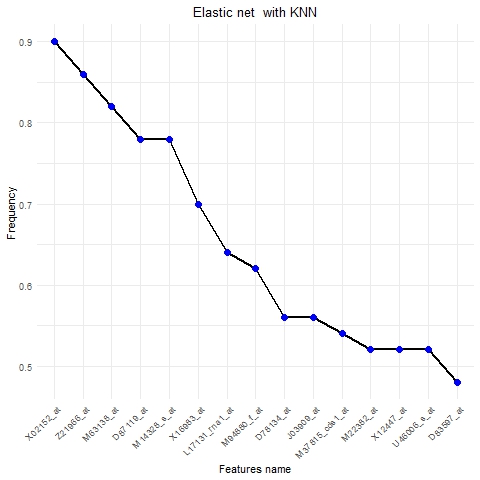 Elastic net  with KNN
Frequency
0.9
0.8
0.7
0.6
0.5
X02152_at
Z21966_at
M63138_at
D87119_at
M14328_s_at
X16983_at
L17131_rna1_at
M94880_f_at
D78134_at
J03909_at
M37815_cds1_at
M22382_at
X12447_at
U46006_s_at
D83597_at
Features name